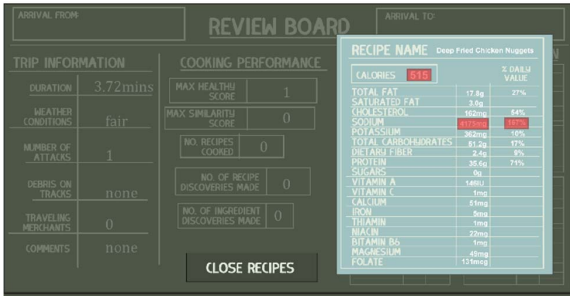 ARRIVAL FROM:
ARRIVAL TO:
REVIEW BOARD
TRIP INFORMATION
DURATION 3.72mins
WEATHER CONDITIONS fair
NUMBER OF ATTACKS 1
DEBRIS ON TRACKS none
TRAVELING MERCHANTS 0
COMMENTS none
COOKING PERFORMANCE
MAX HEALTHY SCORE 1
MAX SIMILARITY SCORE 0
NO. RECIPES COOKED 0
NO. OF RECIPE DISCOVERIES MADE 0
NO. OF INGREDIENT DISCOVERIES MADE 0
CLOSE RECIPES
RECIPE NAME Deep Fried Chicken Nuggets
CALORIES 515
% DAILY VALUE
TOTAL FAT 17.8g 27%
SATURATED FAT 3.0g
CHOLESTEROL 162mg 54%
SODIUM
POTASSIUM 362mg 10%
TOTAL CARBOHYDRATES 51.2g 17%
DIETARY FIBER 2.4g 9%
PROTEIN 35.6g 71%
SUGARS 0g
VITAMIN A 149IU
VITAMIN C 1mg
CALCIUM 51mg
IRON 5mg
THIAMIN 1mg
NIACIN 22mg
BITAMIN B6 1mg
MAGNESIUM 48mg
FOLATE 131mcg